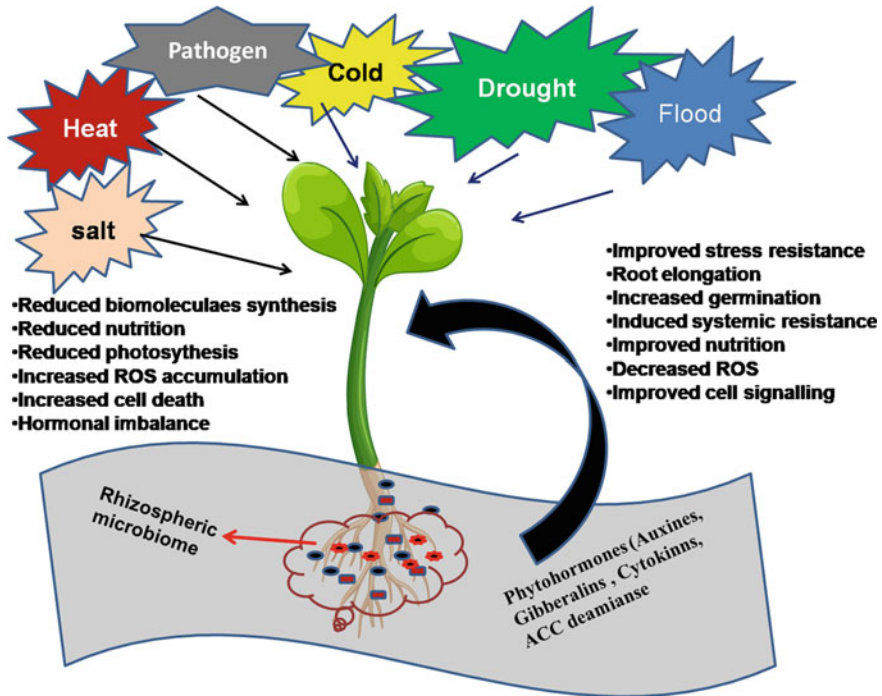 Pathogen
Cold
Drought
Heat
Flood
salt
•Reduced biomoleculaes synthesis
•Reduced nutrition
•Reduced photosythesis
•Increased ROS accumulation
•Increased cell death
•Hormonal imbalance
•Improved stress resistance
•Root elongation
•Increased germination
•Induced systemic resistance
•Improved nutrition
•Decreased ROS
•Improved cell signalling
Rhizospheric
microbiome
Phytohormones (Auxines,
Gibberalins , Cytokinns,
ACC deamianse